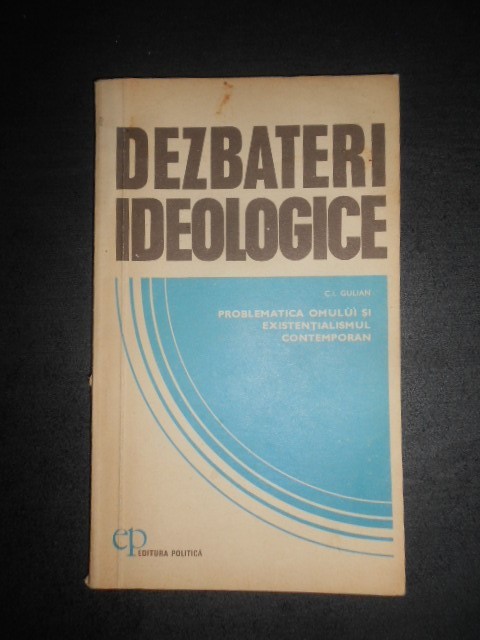 DEZBATERI
IDEOLOGICE
C.I. GULIAN
PROBLEMATICA OMULUI ȘI
EXISTENȚIALISMUL
CONTEMPORAN
ep
EDITURA POLITICĂ